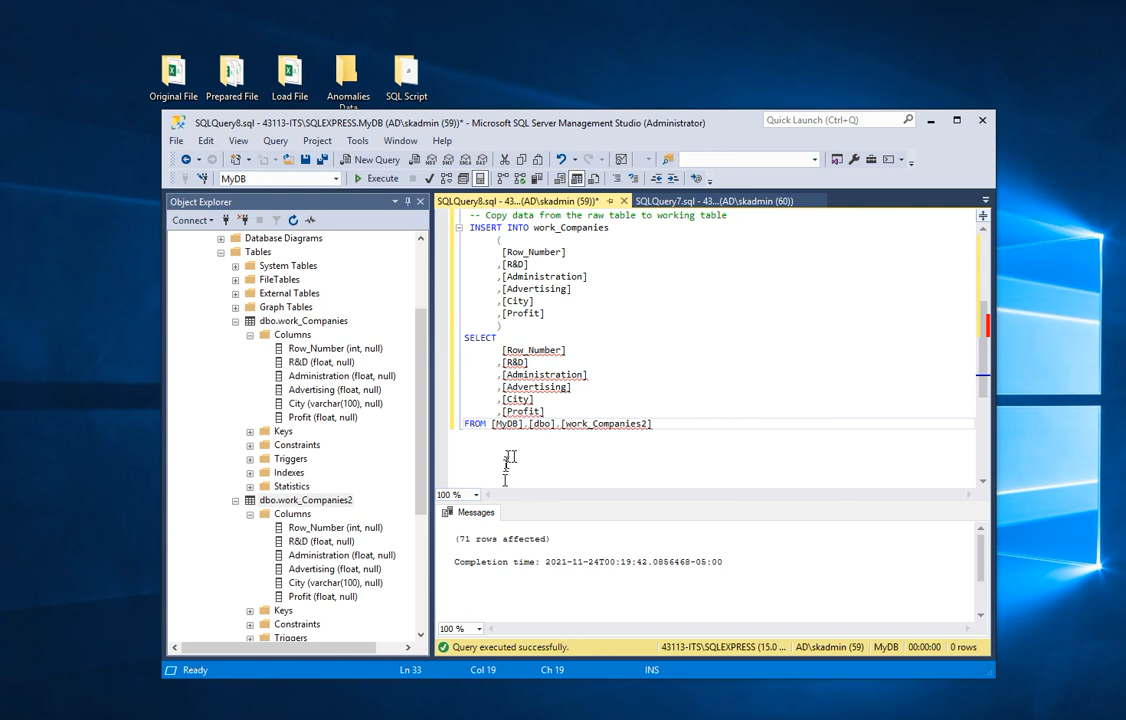 Original File
Prepared File
Load File
Anomalies
Data
SQL Script
SQLQuery8.sql - 43113-ITS\SQLEXPRESS.MyDB (AD\skadmin (59))* - Microsoft SQL Server Management Studio (Administrator)
Quick Launch (Ctrl+Q)
File Edit View Query Project Tools Window Help
New Query
MyDB Execute
Object Explorer
Connect
Database Diagrams
Tables
System Tables
FileTables
External Tables
Graph Tables
dbo.work_Companies
Columns
Row_Number (int, null)
R&D (float, null)
Administration (float, null)
Advertising (float, null)
City (varchar(100), null)
Profit (float, null)
Keys
Constraints
Triggers
Indexes
Statistics
dbo.work_Companies2
Columns
Row_Number (int, null)
R&D (float, null)
Administration (float, null)
Advertising (float, null)
City (varchar(100), null)
Profit (float, null)
Keys
Constraints
Triggers
SQLQuery8.sql - 43...(AD\skadmin (59))* SQLQuery7.sql - 43...(AD\skadmin (60))
-- Copy data from the raw table to working table
INSERT INTO work_Companies
(
[Row_Number]
,[R&D]
,[Administration]
,[Advertising]
,[City]
,[Profit]
)
SELECT
[Row_Number]
,[R&D]
,[Administration]
,[Advertising]
,[City]
,[Profit]
FROM [MyDB].[dbo].[work_Companies2]
100 %
Messages
(71 rows affected)
Completion time: 2021-11-24T00:19:42.0856468-05:00
100 %
Query executed successfully. 43113-ITS\SQLEXPRESS (15.0 ... AD\skadmin (59) MyDB 00:00:00 0 rows
Ready Ln 33 Col 19 Ch 19 INS